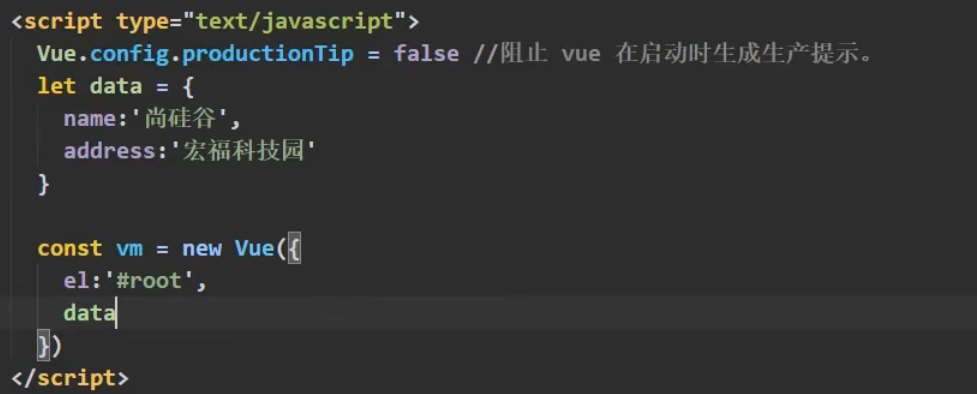 <script type="text/javascript">
Vue.config.productionTip = false //阻止 vue 在启动时生成生产提示。
let data = {
name:'尚硅谷',
address:'宏福科技园'
}
const vm = new Vue({
el:'#root',
data
})
</script>